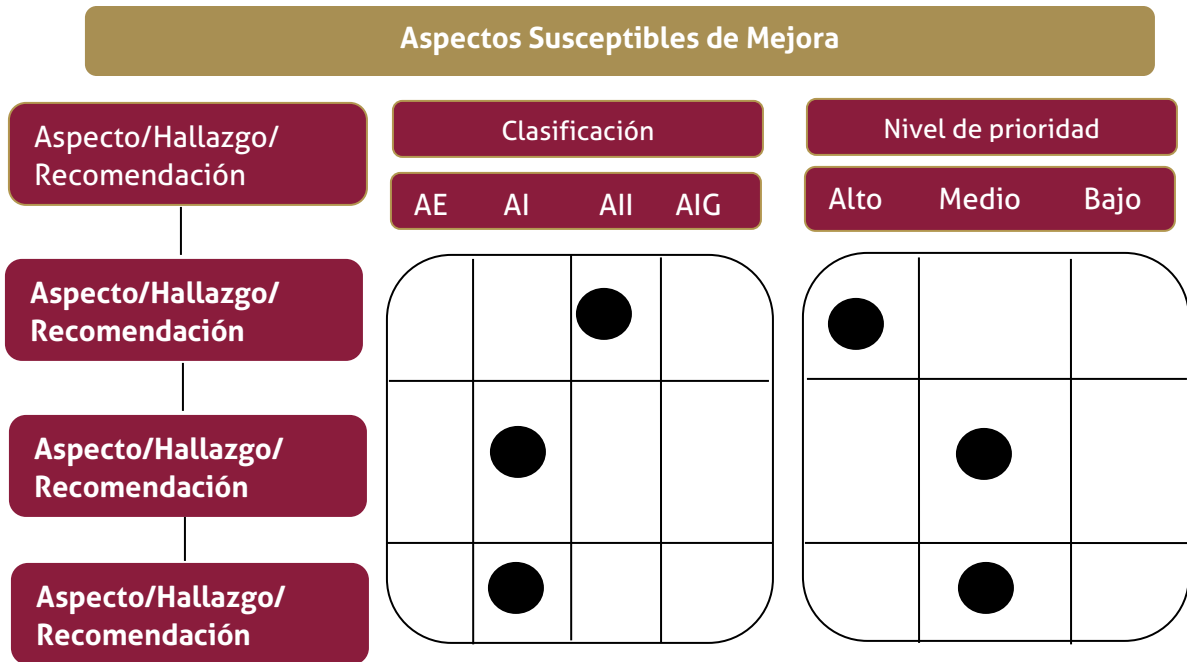 Aspectos Susceptibles de Mejora
Aspecto/Hallazgo/
Recomendación
Clasificación
Nivel de prioridad
AE AI AII AIG
Alto Medio Bajo
Aspecto/Hallazgo/
Recomendación
Aspecto/Hallazgo/
Recomendación
Aspecto/Hallazgo/
Recomendación